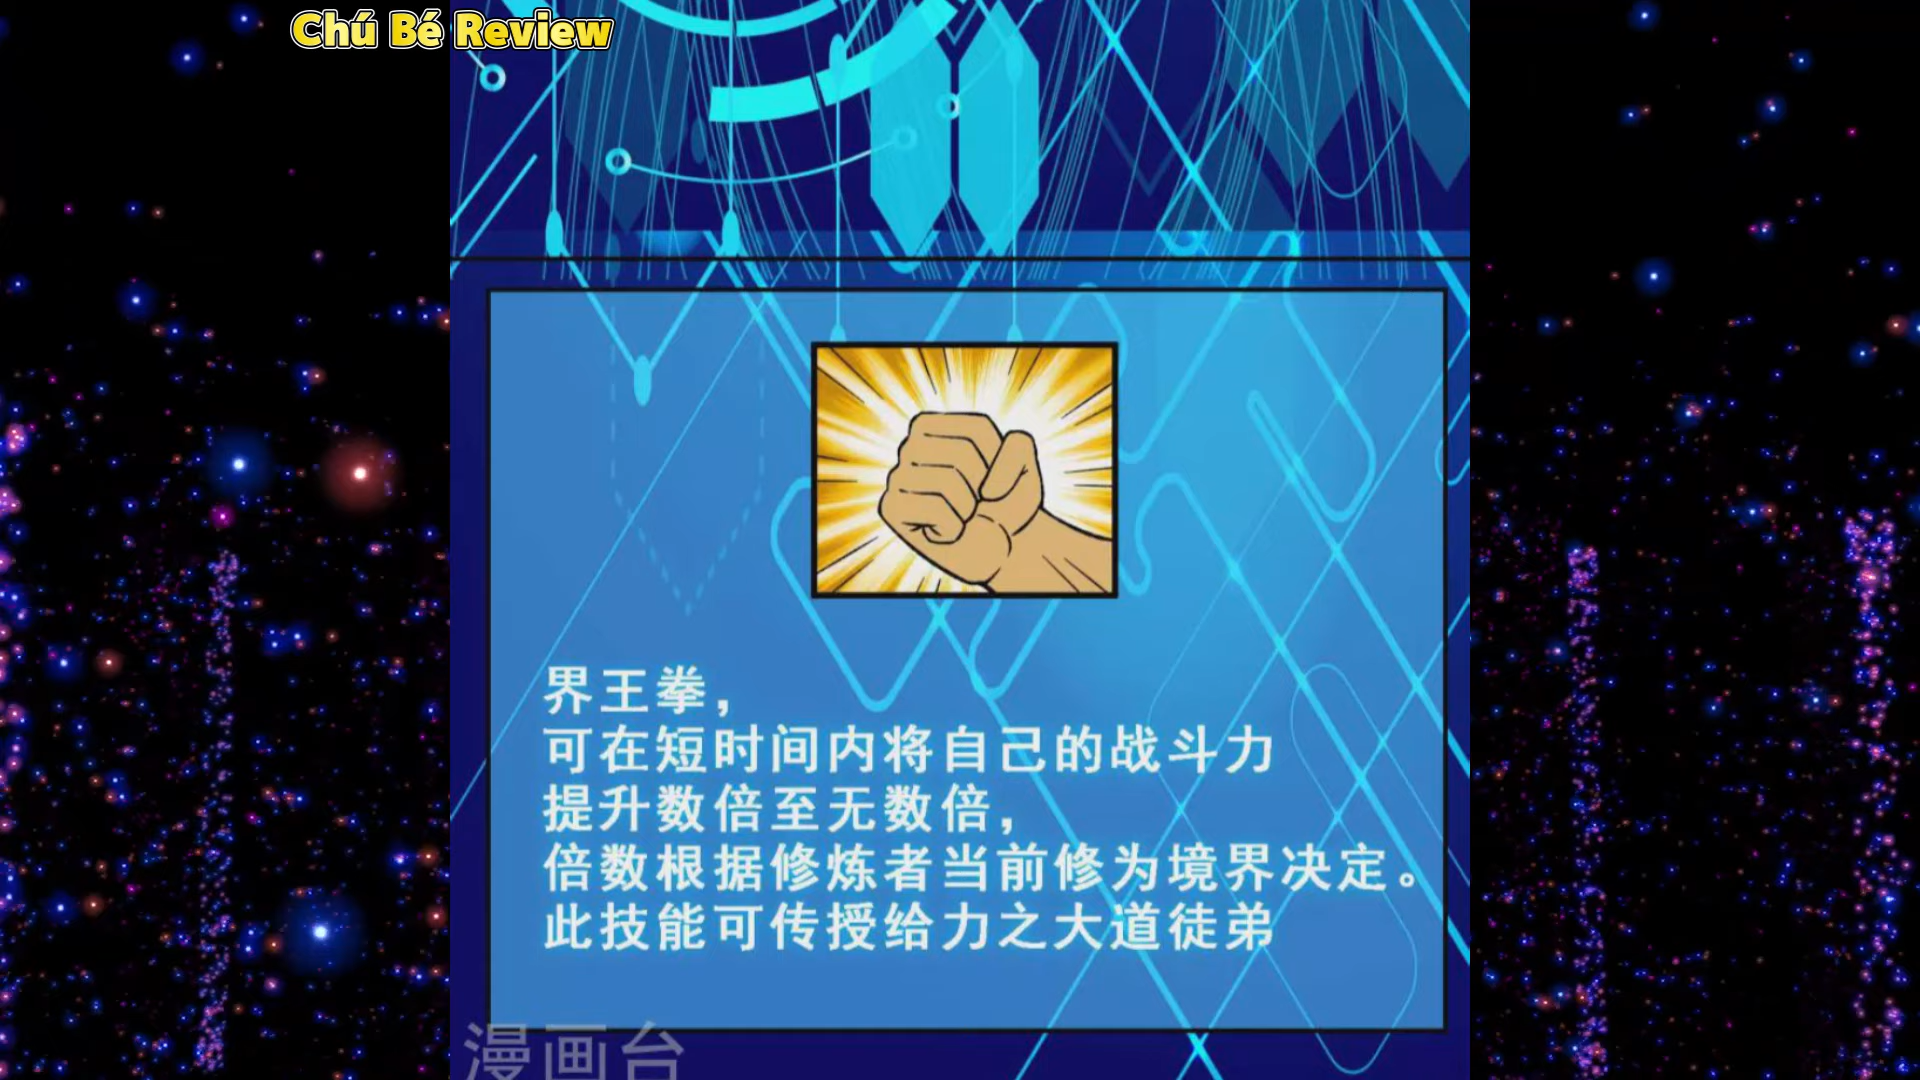 Chú Bé Review
界王拳，
可在短时间内将自己的战斗力
提升数倍至无数倍，
倍数根据修炼者当前修为境界决定。
此技能可传授给力之大道徒弟
漫画台